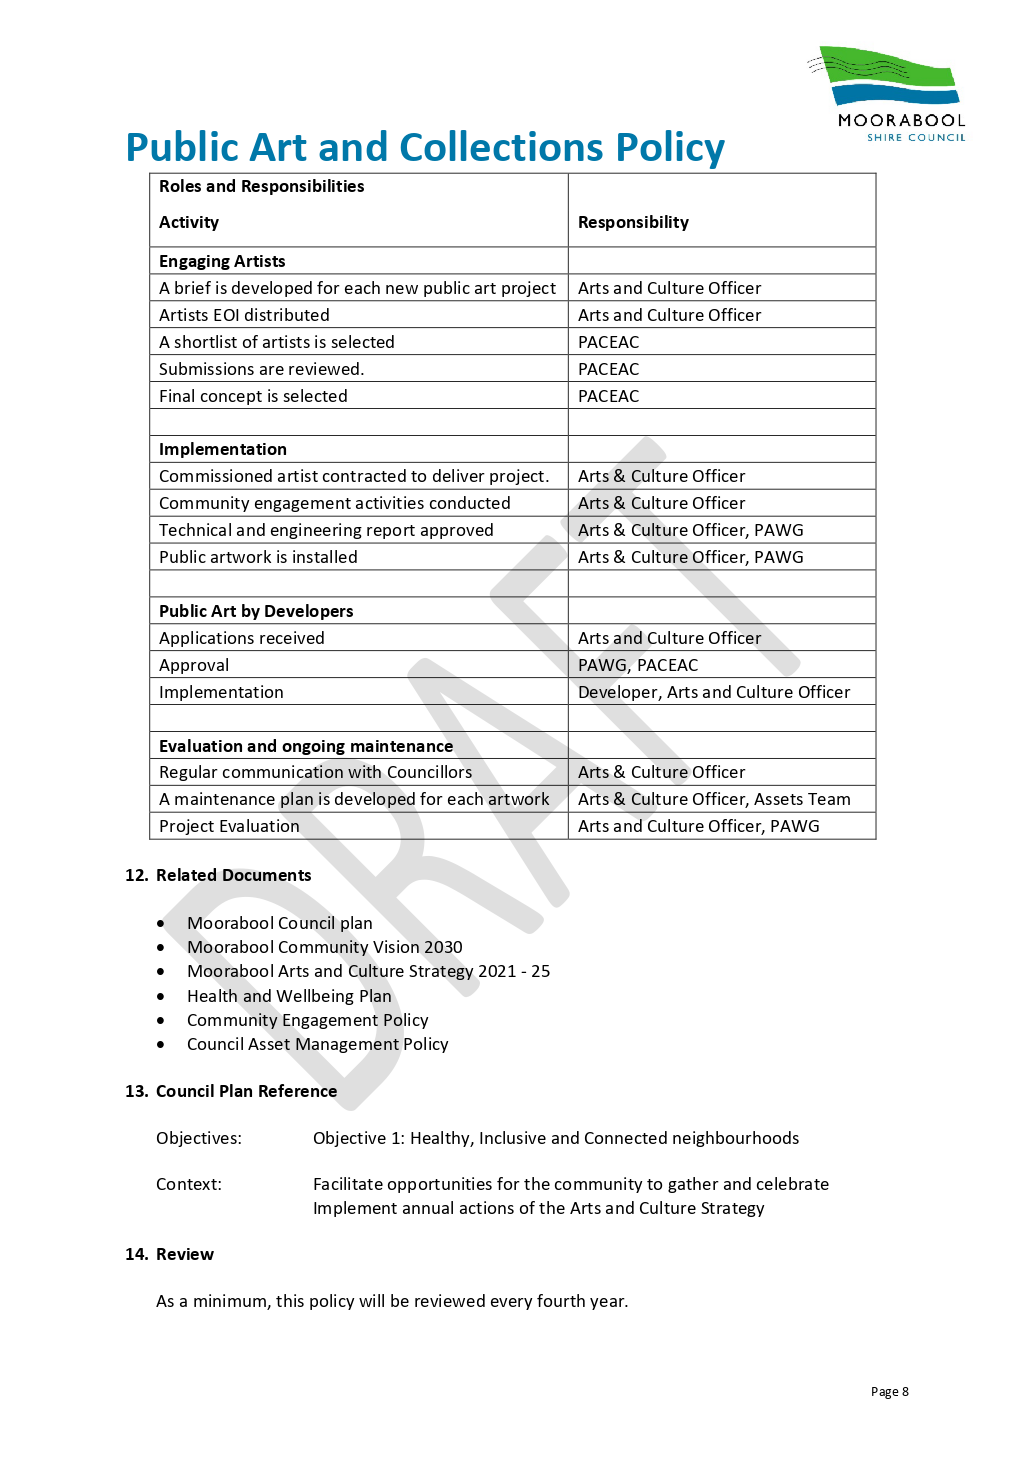 MOORABOOL
SHIRE COUNCIL
Public Art and Collections Policy
Roles and Responsibilities
Activity Responsibility
Engaging Artists
A brief is developed for each new public art project Arts and Culture Officer
Artists EOI distributed Arts and Culture Officer
A shortlist of artists is selected PACEAC
Submissions are reviewed. PACEAC
Final concept is selected PACEAC
Implementation
Commissioned artist contracted to deliver project. Arts & Culture Officer
Community engagement activities conducted Arts & Culture Officer
Technical and engineering report approved Arts & Culture Officer, PAWG
Public artwork is installed Arts & Culture Officer, PAWG
Public Art by Developers
Applications received Arts and Culture Officer
Approval PAWG, PACEAC
Implementation Developer, Arts and Culture Officer
Evaluation and ongoing maintenance
Regular communication with Councillors Arts & Culture Officer
A maintenance plan is developed for each artwork Arts & Culture Officer, Assets Team
Project Evaluation Arts and Culture Officer, PAWG
DRAFT
12. Related Documents
• Moorabool Council plan
• Moorabool Community Vision 2030
• Moorabool Arts and Culture Strategy 2021 - 25
• Health and Wellbeing Plan
• Community Engagement Policy
• Council Asset Management Policy
13. Council Plan Reference
Objectives: Objective 1: Healthy, Inclusive and Connected neighbourhoods
Context: Facilitate opportunities for the community to gather and celebrate
Implement annual actions of the Arts and Culture Strategy
14. Review
As a minimum, this policy will be reviewed every fourth year.
Page 8